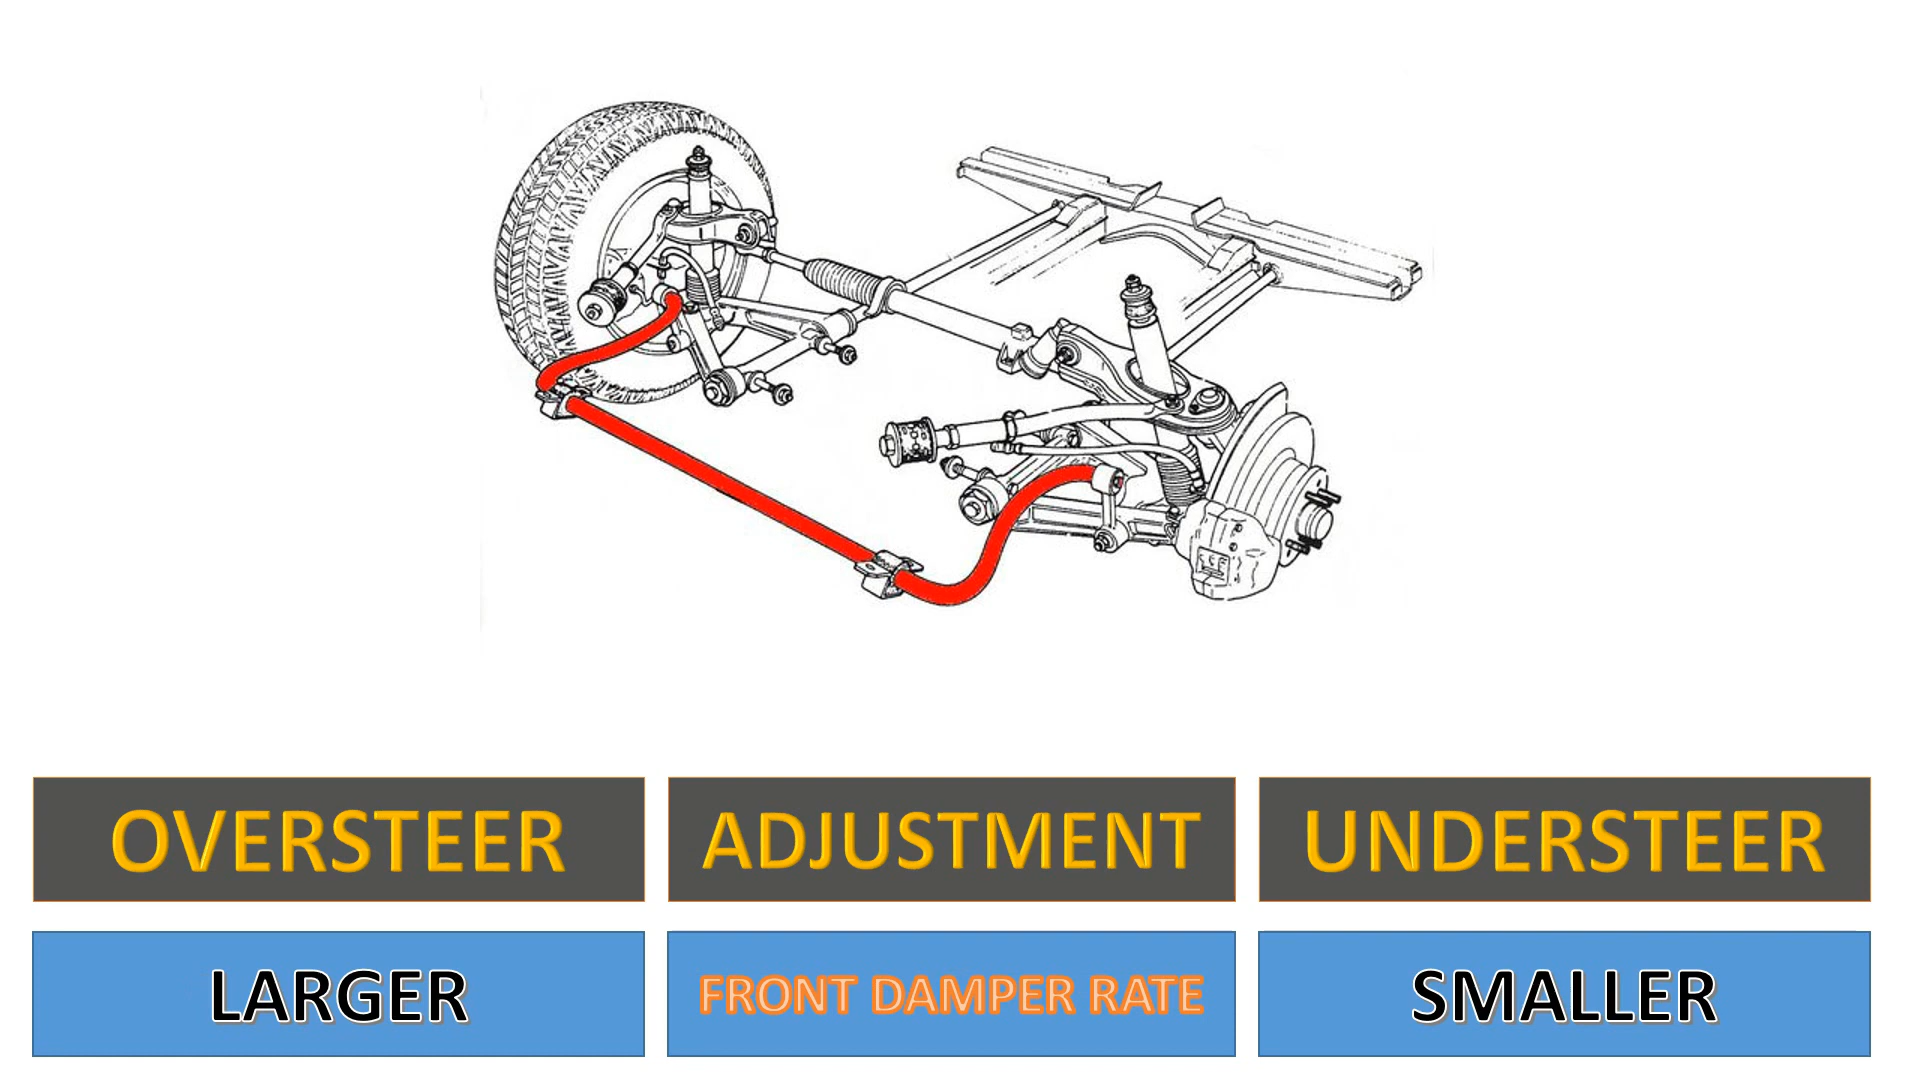 OVERSTEER
ADJUSTMENT
UNDERSTEER
LARGER
FRONT DAMPER RATE
SMALLER